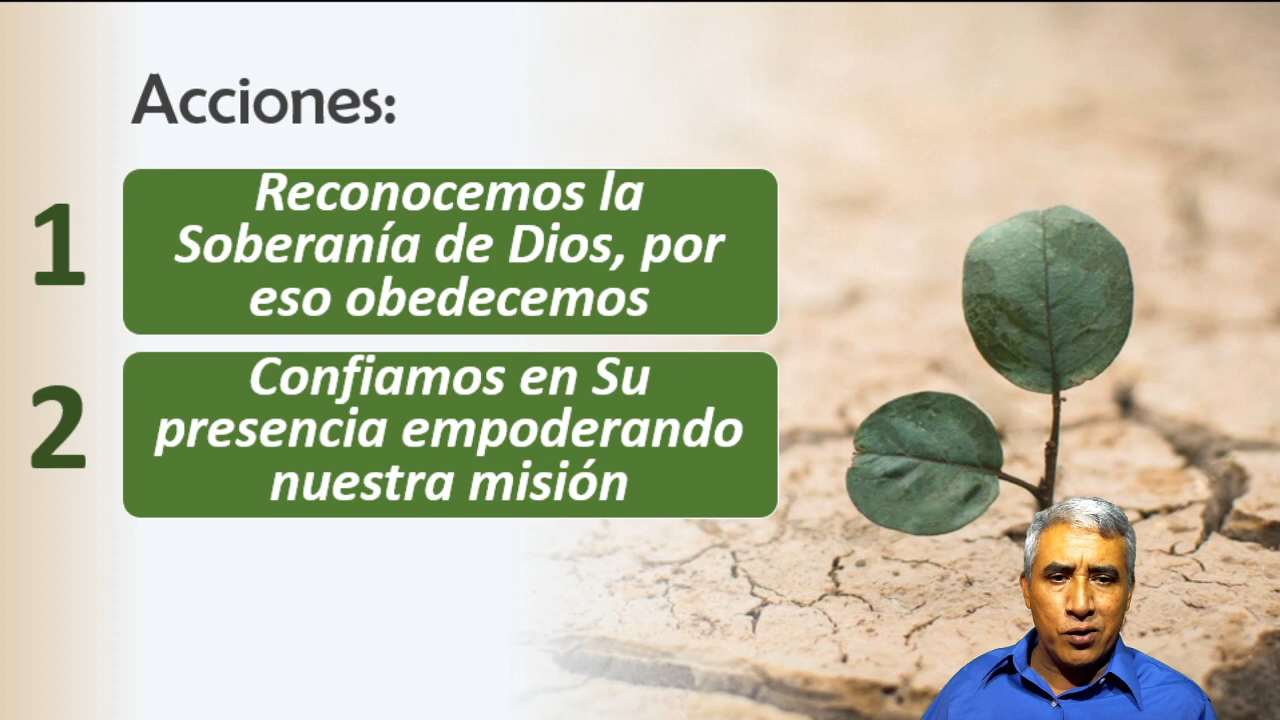 Acciones:
1
Reconocemos la
Soberanía de Dios, por
eso obedecemos
2
Confiamos en Su
presencia empoderando
nuestra misión